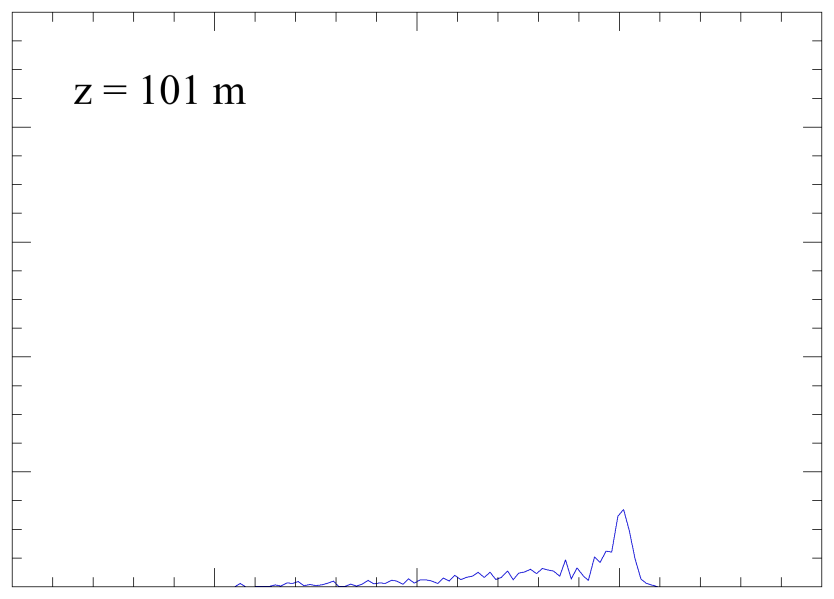 z = 101 m